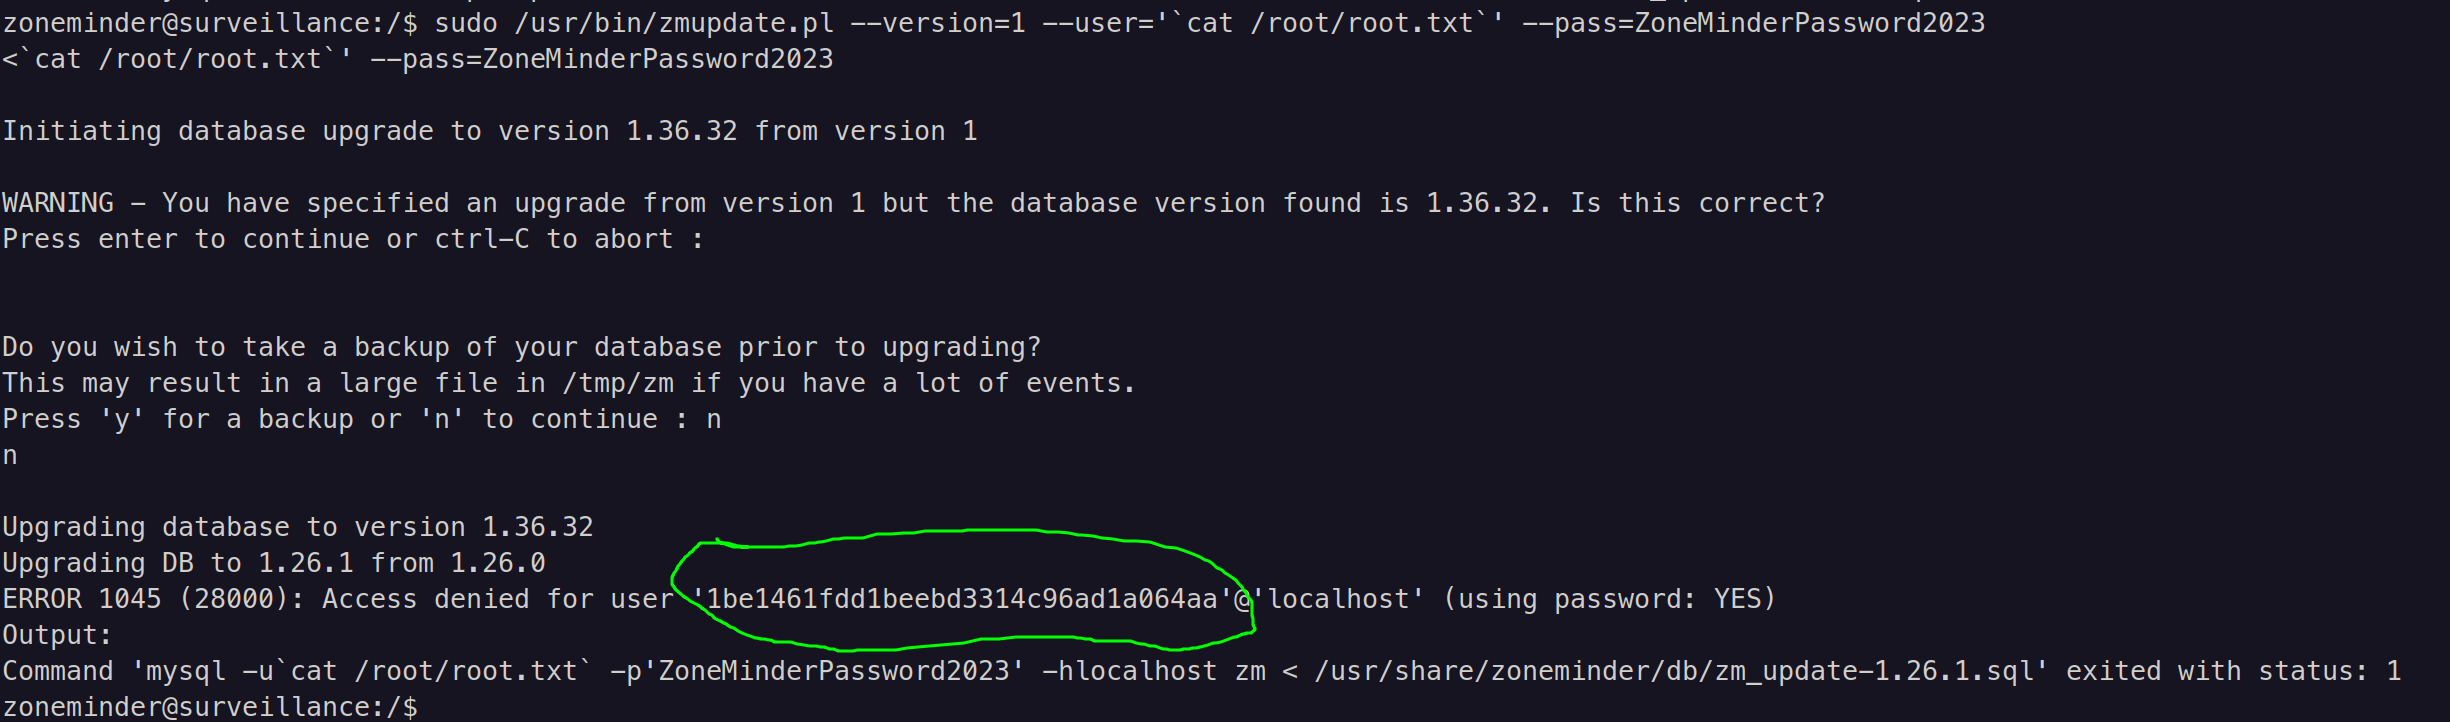 zoneminder@surveillance:/$ sudo /usr/bin/zmupdate.pl --version=1 --user='`cat /root/root.txt`' --pass=ZoneMinderPassword2023
<`cat /root/root.txt`' --pass=ZoneMinderPassword2023
Initiating database upgrade to version 1.36.32 from version 1
WARNING - You have specified an upgrade from version 1 but the database version found is 1.36.32. Is this correct?
Press enter to continue or ctrl-C to abort :
Do you wish to take a backup of your database prior to upgrading?
This may result in a large file in /tmp/zm if you have a lot of events.
Press 'y' for a backup or 'n' to continue : n
n
Upgrading database to version 1.36.32
Upgrading DB to 1.26.1 from 1.26.0
ERROR 1045 (28000): Access denied for user '1be1461fdd1beebd3314c96ad1a064aa'@'localhost' (using password: YES)
Output:
Command 'mysql -u`cat /root/root.txt` -p'ZoneMinderPassword2023' -hlocalhost zm < /usr/share/zoneminder/db/zm_update-1.26.1.sql' exited with status: 1
zoneminder@surveillance:/$